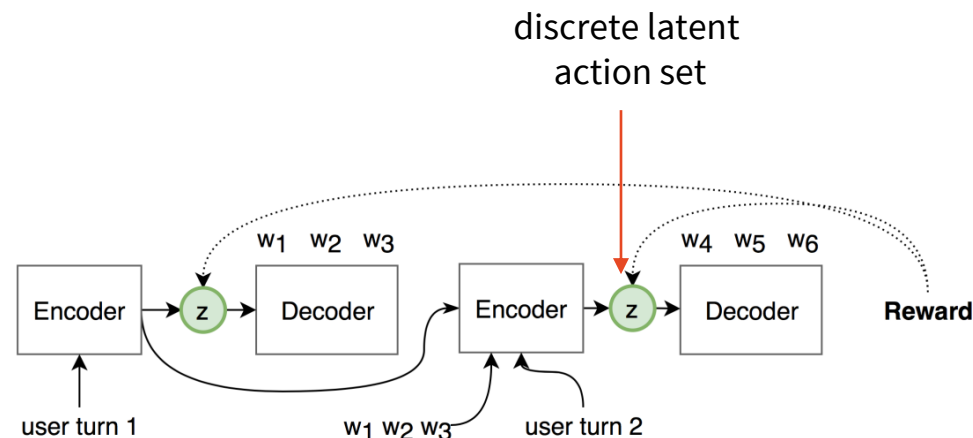 discrete latent
action set
w1 w2 w3
w4 w5 w6
Encoder
z
Decoder
Encoder
z
Decoder
Reward
user turn 1
w1 w2 w3
user turn 2